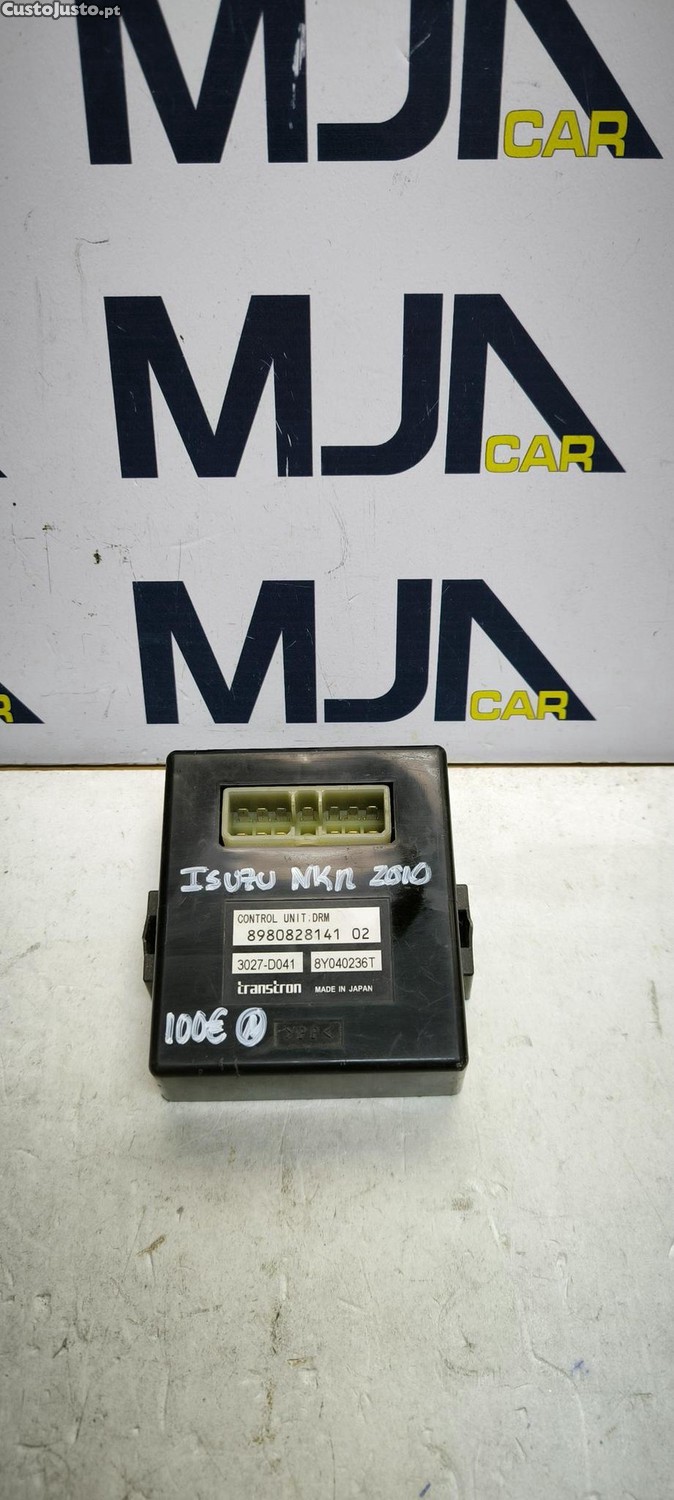 CustoJusto.pt
MJA
CAR
MJA
CAR
MJA
CAR
R
ISUZU NKR 2010
CONTROL UNIT.DRM
8980828141 02
3027-D041 8Y040236T
transtron MADE IN JAPAN
100€